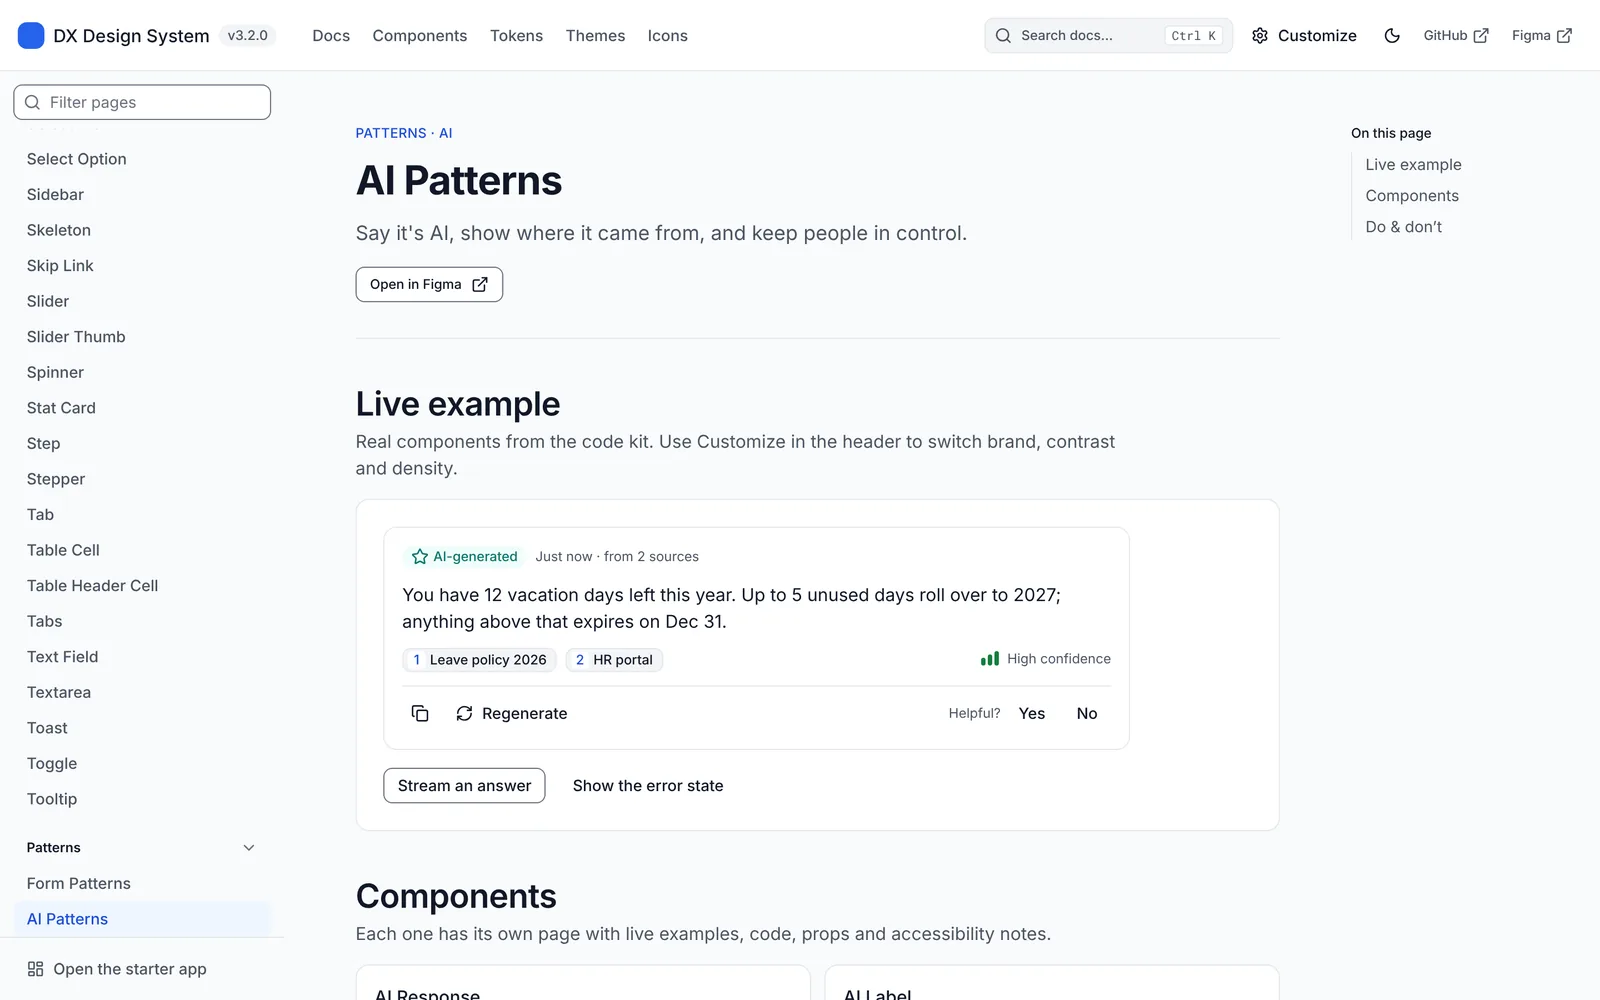 DX Design System v3.2.0 Docs Components Tokens Themes Icons Search docs... Ctrl K Customize GitHub Figma
Filter pages
Select Option
Sidebar
Skeleton
Skip Link
Slider
Slider Thumb
Spinner
Stat Card
Step
Stepper
Tab
Table Cell
Table Header Cell
Tabs
Text Field
Textarea
Toast
Toggle
Tooltip
Patterns
Form Patterns
AI Patterns
Open the starter app
PATTERNS · AI
AI Patterns
Say it's AI, show where it came from, and keep people in control.
Open in Figma
Live example
Real components from the code kit. Use Customize in the header to switch brand, contrast
and density.
AI-generated Just now · from 2 sources
You have 12 vacation days left this year. Up to 5 unused days roll over to 2027;
anything above that expires on Dec 31.
1 Leave policy 2026 2 HR portal High confidence
Regenerate Helpful? Yes No
Stream an answer Show the error state
Components
Each one has its own page with live examples, code, props and accessibility notes.
AI Response AI Label
On this page
Live example
Components
Do & don’t